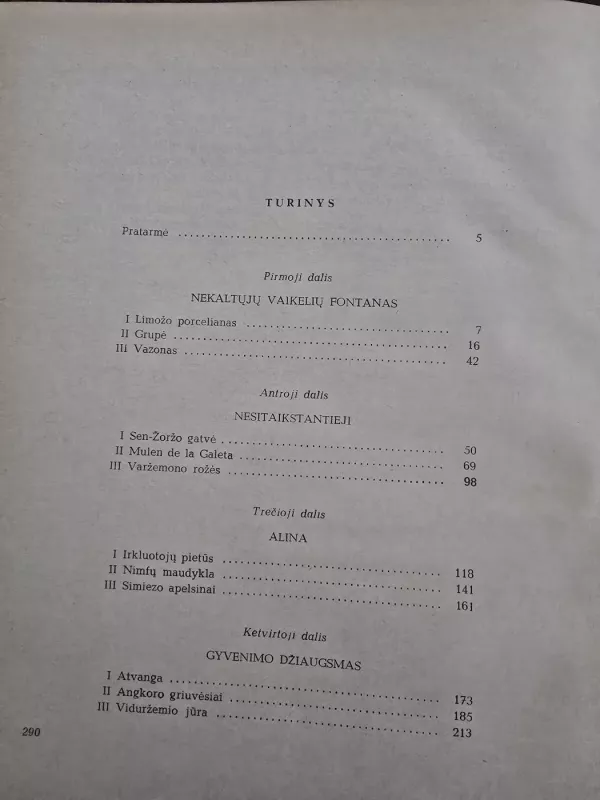 TURINYS
Pratarmė 5
Pirmoji dalis
NEKALTŲJŲ VAIKELIŲ FONTANAS
I Limožo porcelianas 7
II Grupė 16
III Vazonas 42
Antroji dalis
NESITAIKSTANTIEJI
I Sen-Žoržo gatvė 50
II Mulen de la Galeta 69
III Varžemono rožės 98
Trečioji dalis
ALINA
I Irkluotojų pietūs 118
II Nimfų maudykla 141
III Simiezo apelsinai 161
Ketvirtoji dalis
GYVENIMO DŽIAUGSMAS
I Atvanga 173
II Angkoro griuvėsiai 185
III Viduržemio jūra 213
290